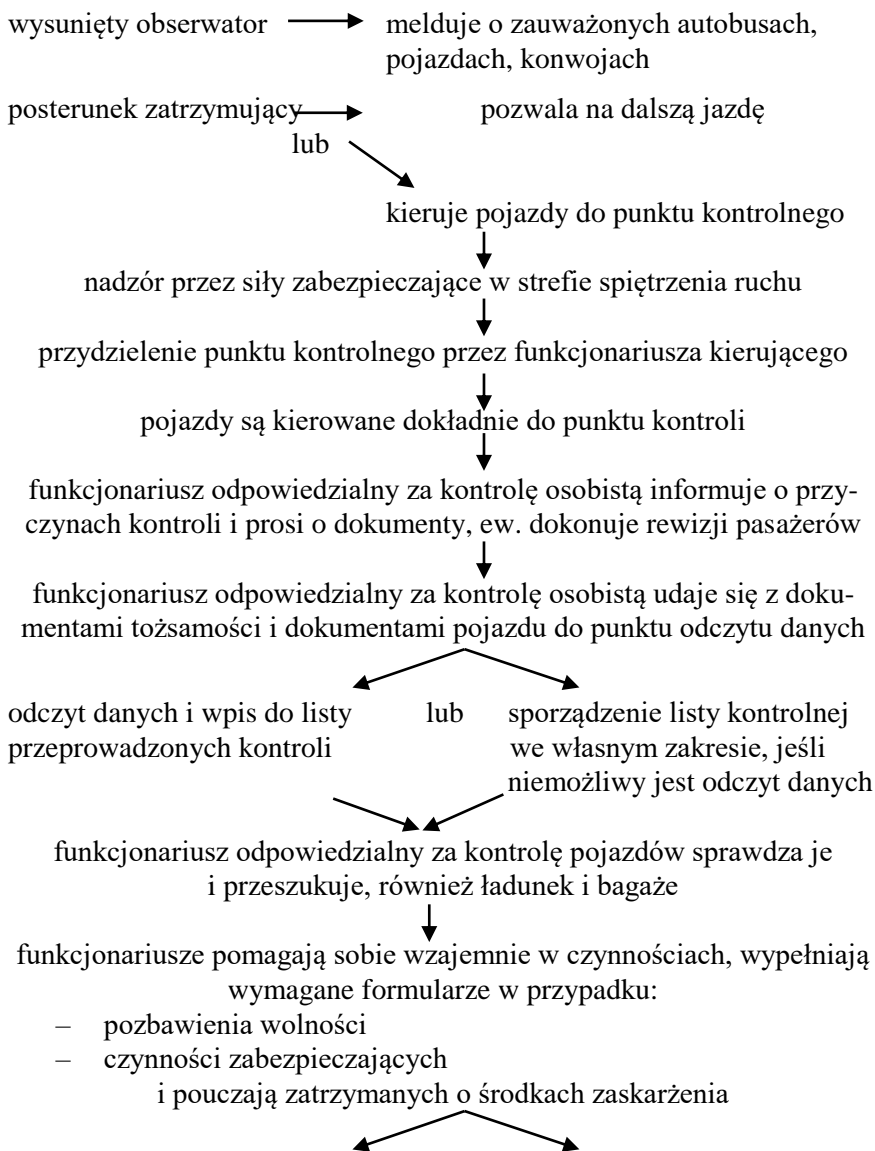 wysunięty obserwator melduje o zauważonych autobusach,
pojazdach, konwojach
posterunek zatrzymujący pozwala na dalszą jazdę
lub
kieruje pojazdy do punktu kontrolnego
nadzór przez siły zabezpieczające w strefie spiętrzenia ruchu
przydzielenie punktu kontrolnego przez funkcjonariusza kierującego
pojazdy są kierowane dokładnie do punktu kontroli
funkcjonariusz odpowiedzialny za kontrolę osobistą informuje o przy-
czynach kontroli i prosi o dokumenty, ew. dokonuje rewizji pasażerów
funkcjonariusz odpowiedzialny za kontrolę osobistą udaje się z doku-
mentami tożsamości i dokumentami pojazdu do punktu odczytu danych
odczyt danych i wpis do listy lub sporządzenie listy kontrolnej
przeprowadzonych kontroli we własnym zakresie, jeśli
niemożliwy jest odczyt danych
funkcjonariusz odpowiedzialny za kontrolę pojazdów sprawdza je
i przeszukuje, również ładunek i bagaże
funkcjonariusze pomagają sobie wzajemnie w czynnościach, wypełniają
wymagane formularze w przypadku:
– pozbawienia wolności
– czynności zabezpieczających
i pouczają zatrzymanych o środkach zaskarżenia